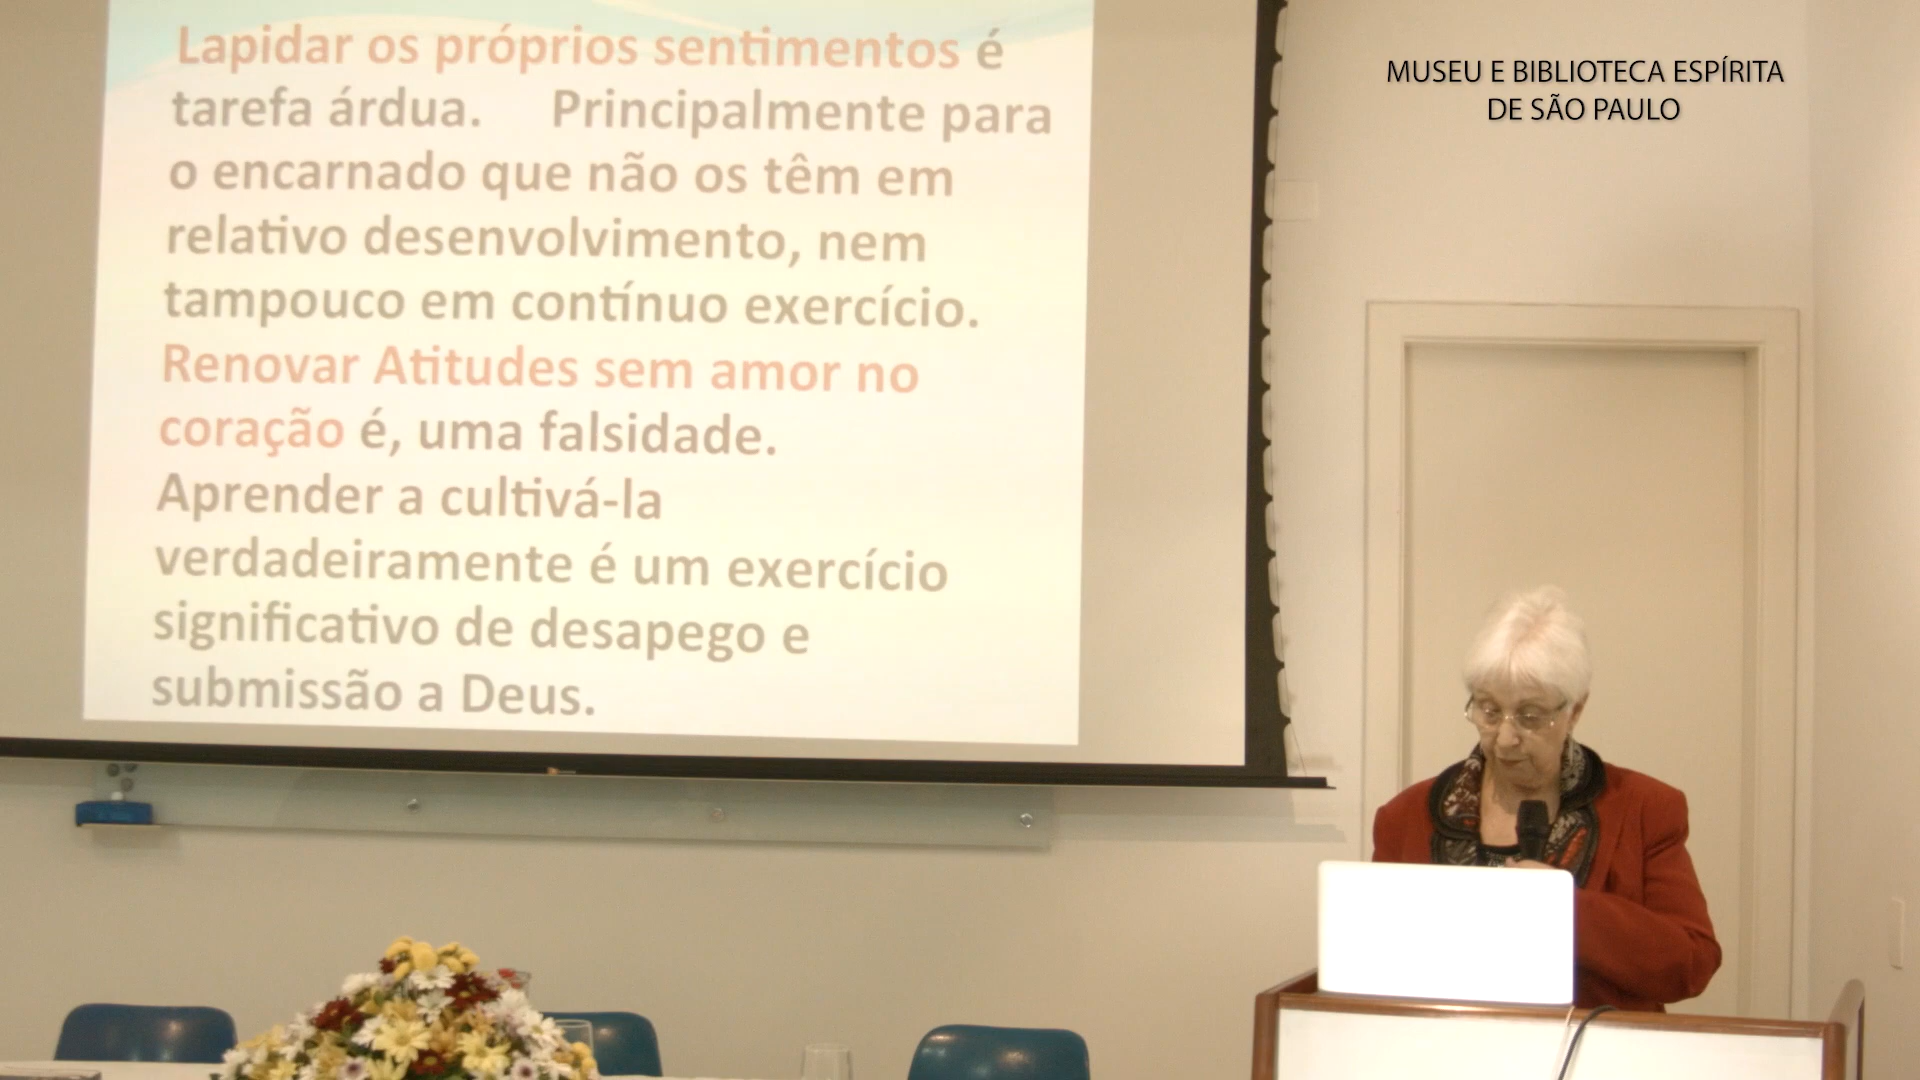 Lapidar os próprios sentimentos é
tarefa árdua. Principalmente para
o encarnado que não os têm em
relativo desenvolvimento, nem
tampouco em contínuo exercício.
Renovar Atitudes sem amor no
coração é, uma falsidade.
Aprender a cultivá-la
verdadeiramente é um exercício
significativo de desapego e
submissão a Deus.
MUSEU E BIBLIOTECA ESPÍRITA
DE SÃO PAULO